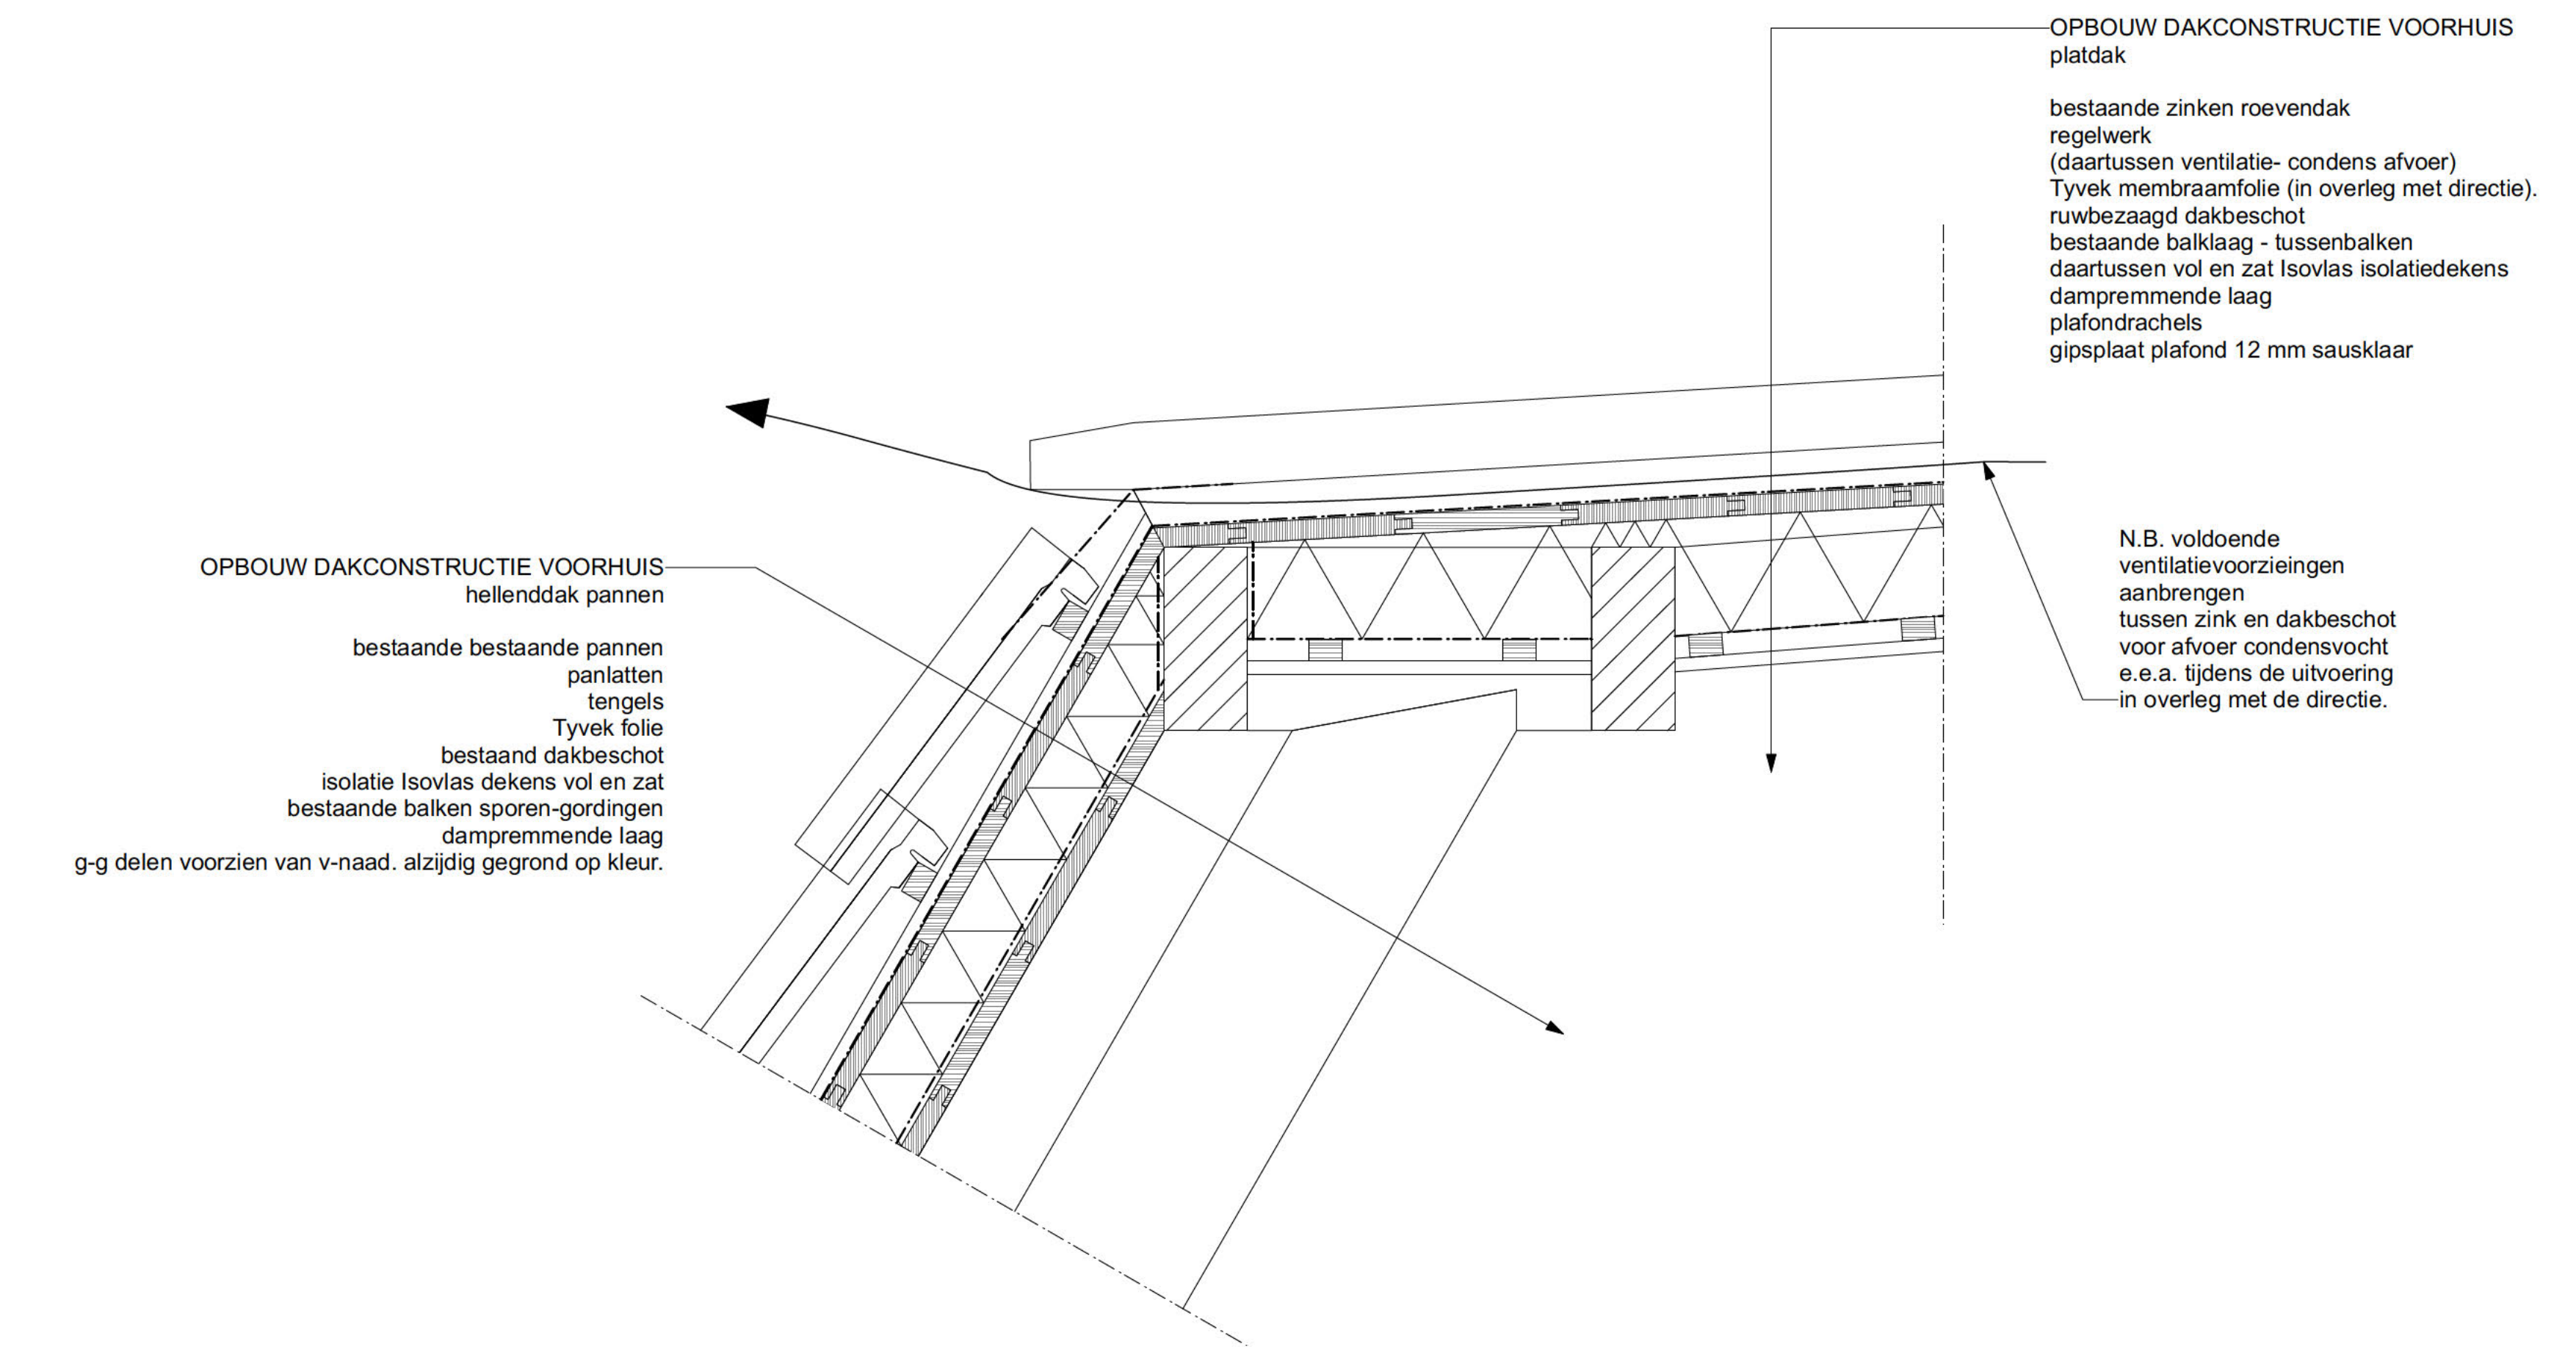 OPBOUW DAKCONSTRUCTIE VOORHUIS
platdak
bestaande zinken roevendak
regelwerk
(daartussen ventilatie- condens afvoer)
Tyvek membraamfolie (in overleg met directie).
ruwbezaagd dakbeschot
bestaande balklaag - tussenbalken
daartussen vol en zat Isovlas isolatiedekens
dampremmende laag
plafondrachels
gipsplaat plafond 12 mm sausklaar
OPBOUW DAKCONSTRUCTIE VOORHUIS
hellenddak pannen
bestaande bestaande pannen
panlatten
tengels
Tyvek folie
bestaand dakbeschot
isolatie Isovlas dekens vol en zat
bestaande balken sporen-gordingen
dampremmende laag
g-g delen voorzien van v-naad. alzijdig gegrond op kleur.
N.B. voldoende
ventilatievoorzieingen
aanbrengen
tussen zink en dakbeschot
voor afvoer condensvocht
e.e.a. tijdens de uitvoering
in overleg met de directie.